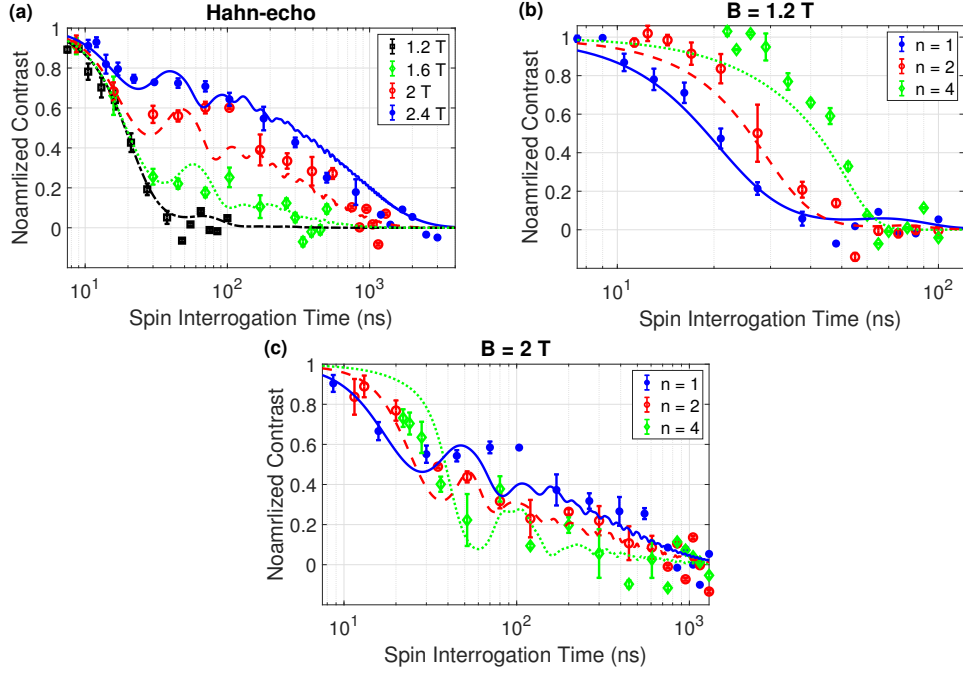 (a)
Hahn-echo
Noamrlized Contrast
1
0.8
0.6
0.4
0.2
0
1.2 T
1.6 T
2 T
2.4 T
10^1
10^2
10^3
Spin Interrogation Time (ns)
(b)
B = 1.2 T
Noamrlized Contrast
1
0.8
0.6
0.4
0.2
0
n = 1
n = 2
n = 4
10^1
10^2
Spin Interrogation Time (ns)
(c)
B = 2 T
Noamrlized Contrast
1
0.8
0.6
0.4
0.2
0
n = 1
n = 2
n = 4
10^1
10^2
10^3
Spin Interrogation Time (ns)